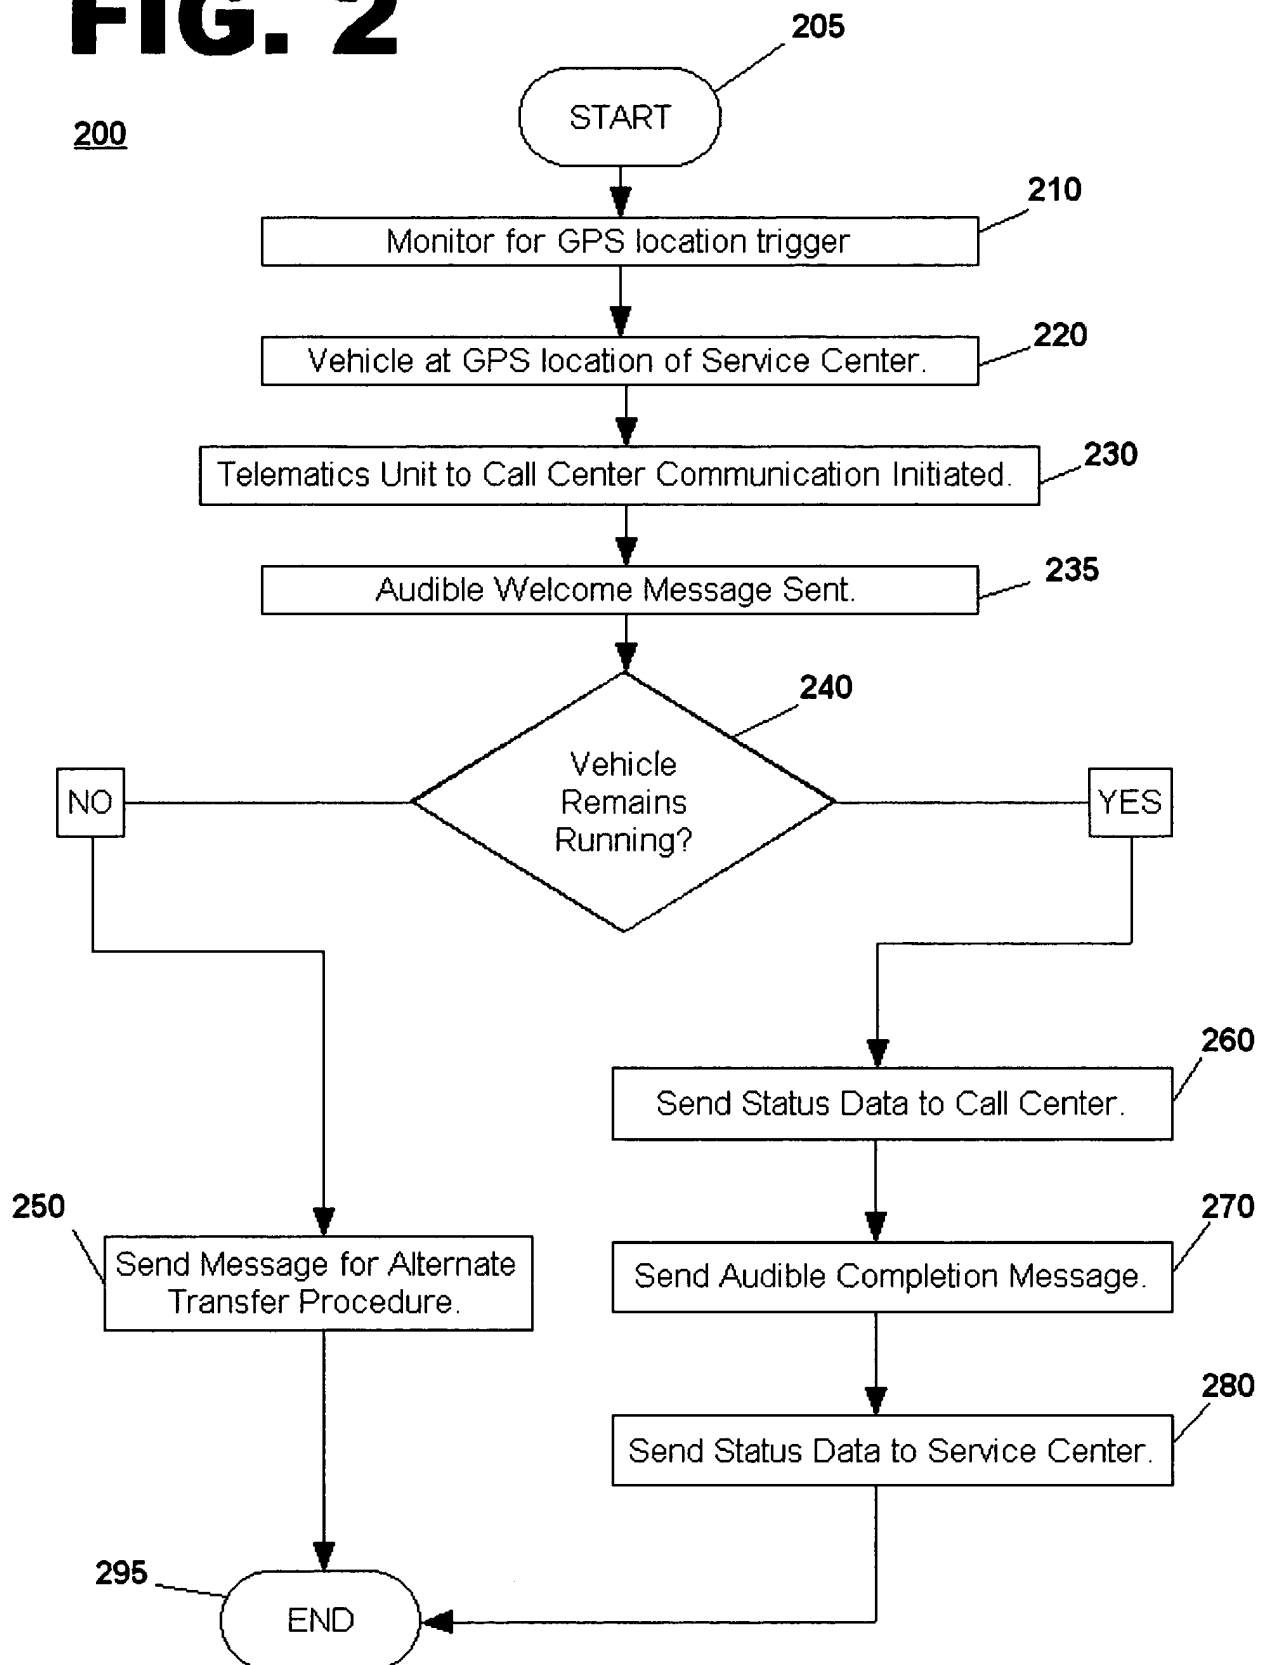 FIG. 2
205
START
200
210
Monitor for GPS location trigger
220
Vehicle at GPS location of Service Center.
230
Telematics Unit to Call Center Communication Initiated.
235
Audible Welcome Message Sent.
240
Vehicle
Remains
Running?
NO
YES
260
Send Status Data to Call Center.
250
Send Message for Alternate
Transfer Procedure.
270
Send Audible Completion Message.
280
Send Status Data to Service Center.
295
END